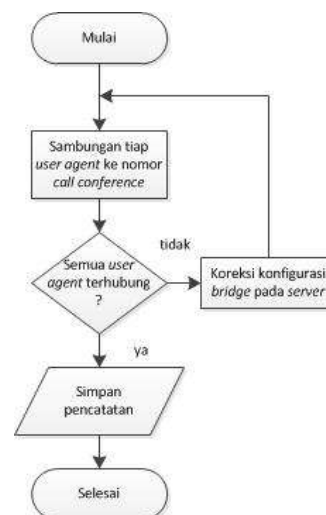 Mulai
Sambungan tiap
user agent ke nomor
call conference
tidak
Semua user
agent terhubung
?
Koreksi konfigurasi
bridge pada server
ya
Simpan
pencatatan
Selesai